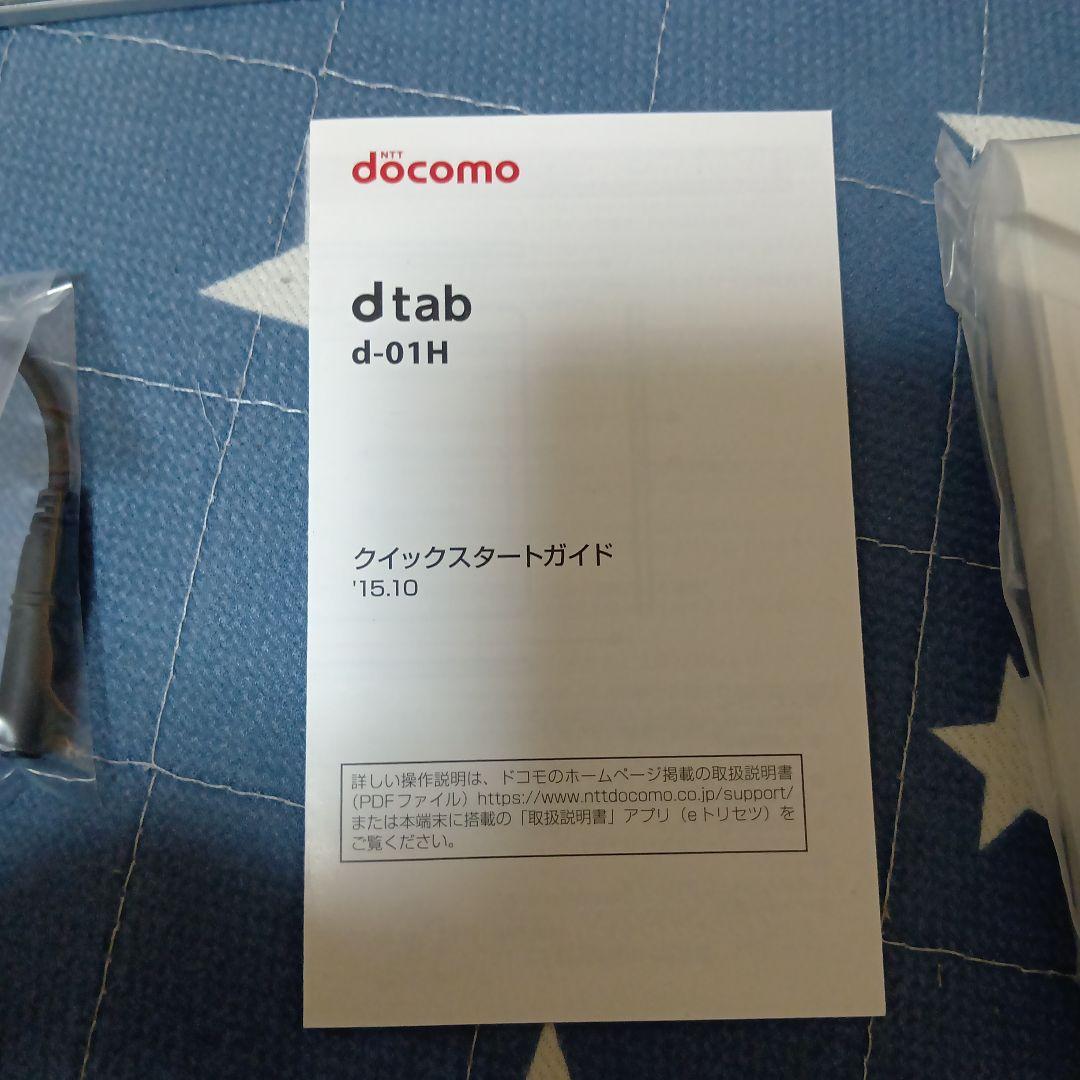 NTT
docomo
dtab
d-01H
クイックスタートガイド
'15.10
詳しい操作説明は、ドコモのホームページ掲載の取扱説明書
(PDFファイル)https://www.nttdocomo.co.jp/support/
または本端末に搭載の「取扱説明書」アプリ(eトリセツ)を
ご覧ください。